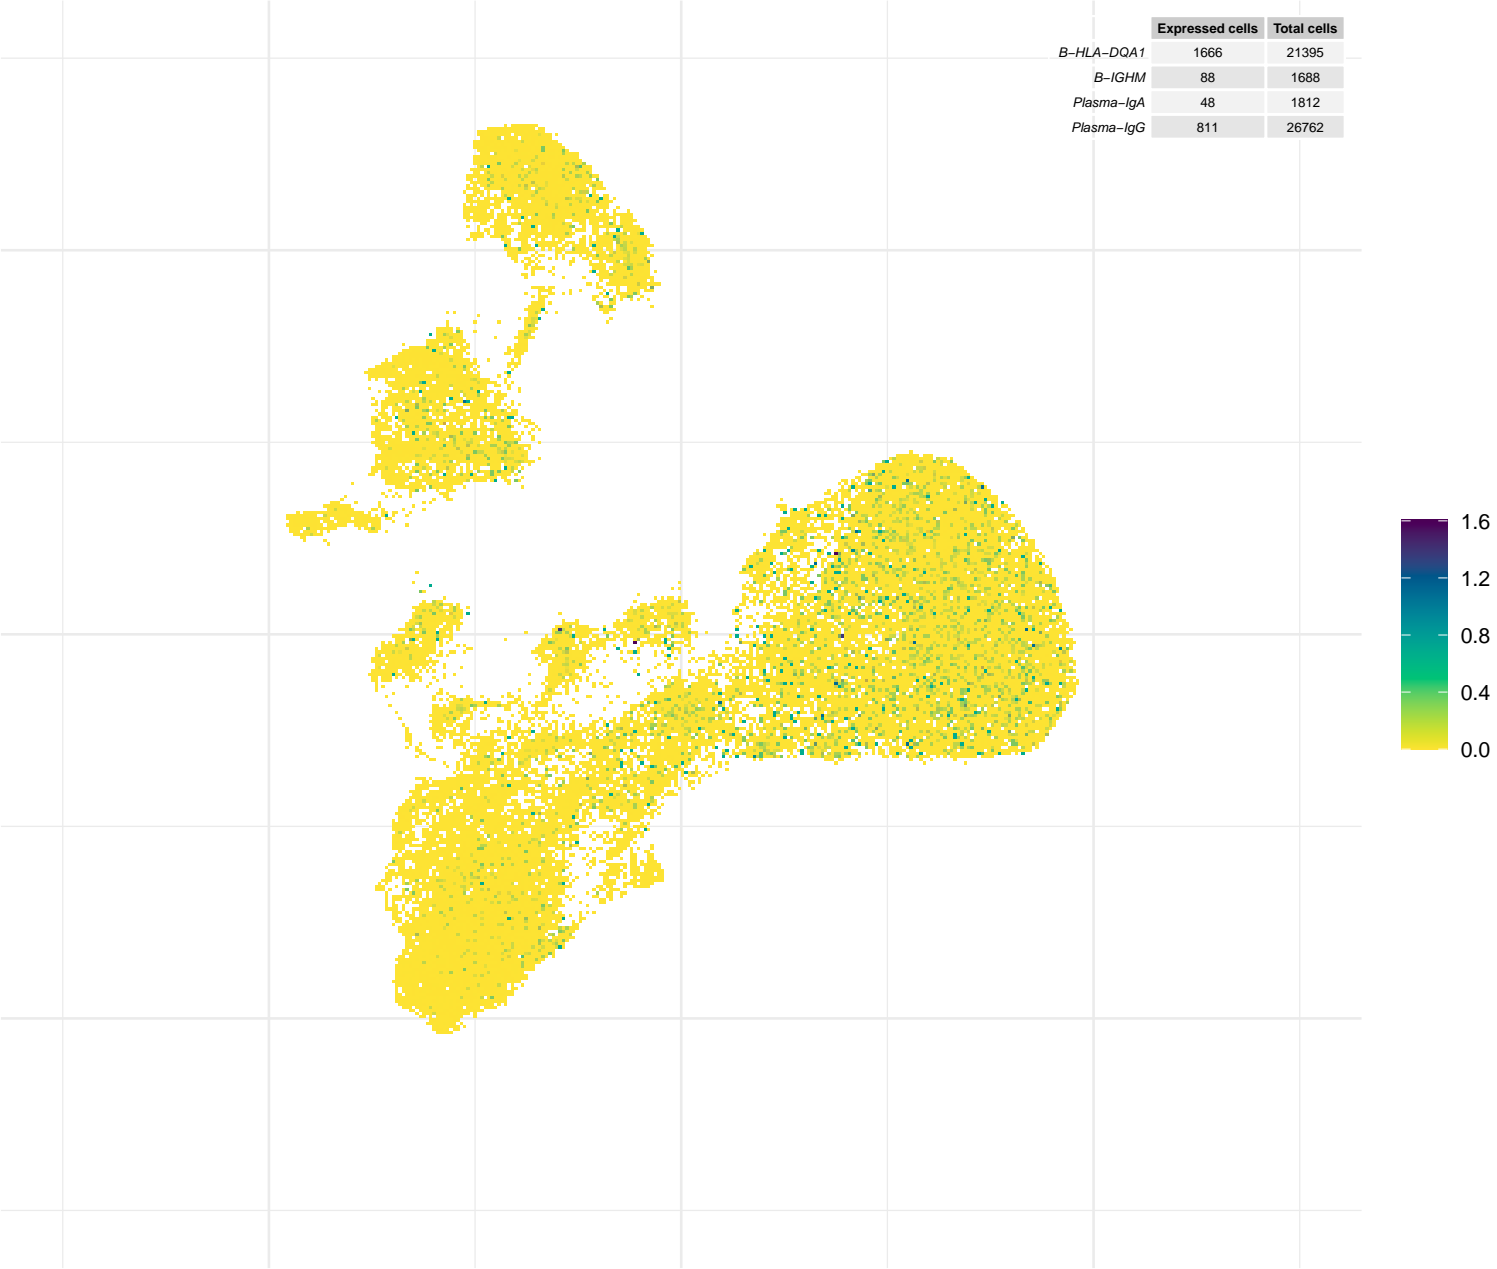 Expressed cells Total cells
B−HLA−DQA1 1666 21395
B−IGHM 88 1688
Plasma−IgA 48 1812
Plasma−IgG 811 26762
1.6
1.2
0.8
0.4
0.0